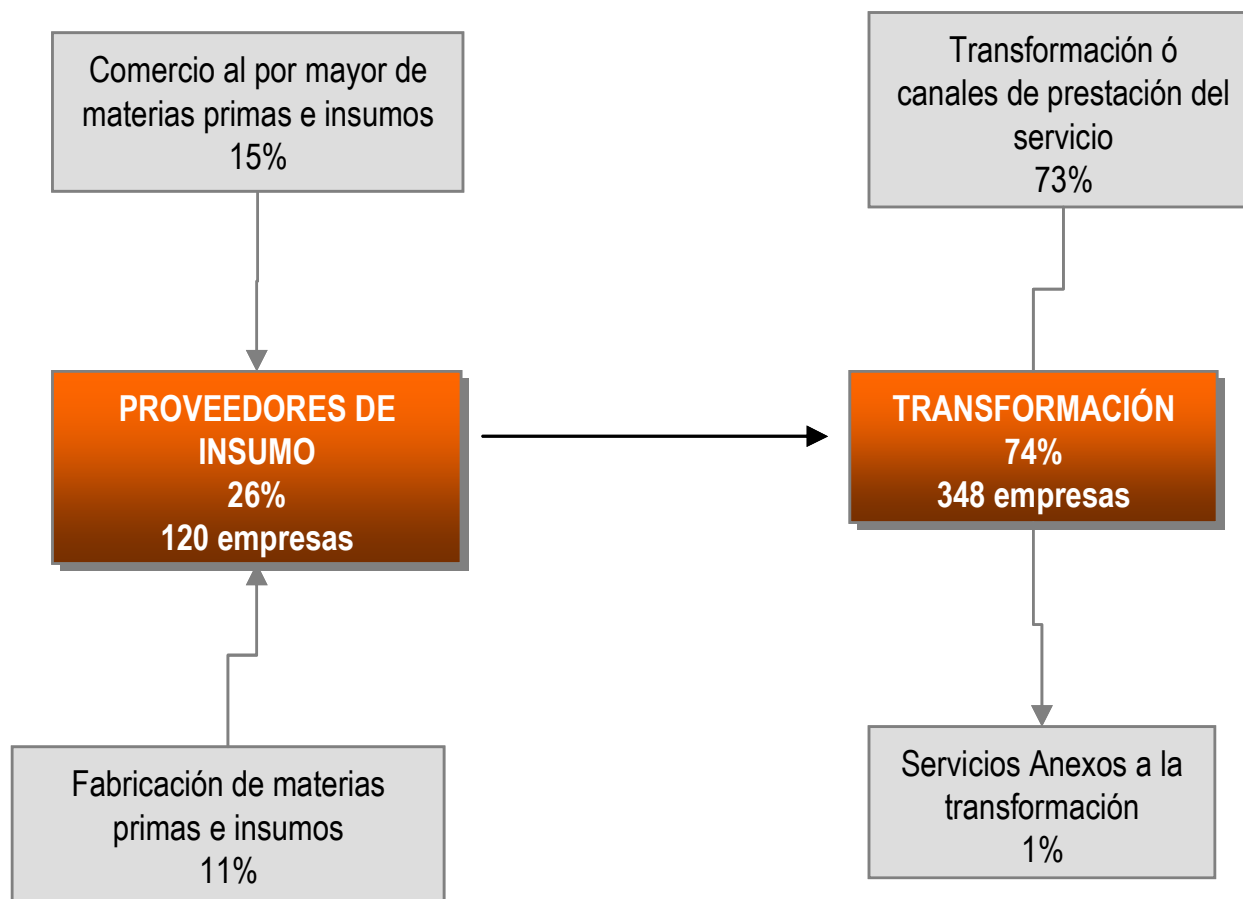 Comercio al por mayor de
materias primas e insumos
15%
Transformación ó
canales de prestación del
servicio
73%
PROVEEDORES DE
INSUMO
26%
120 empresas
TRANSFORMACIÓN
74%
348 empresas
Fabricación de materias
primas e insumos
11%
Servicios Anexos a la
transformación
1%